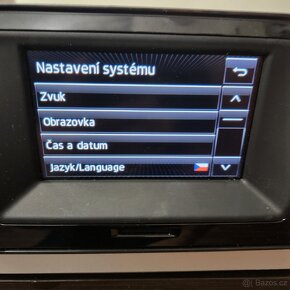 Nastavení systému
Zvuk
Obrazovka
Čas a datum
Jazyk/Language
Bazos.cz